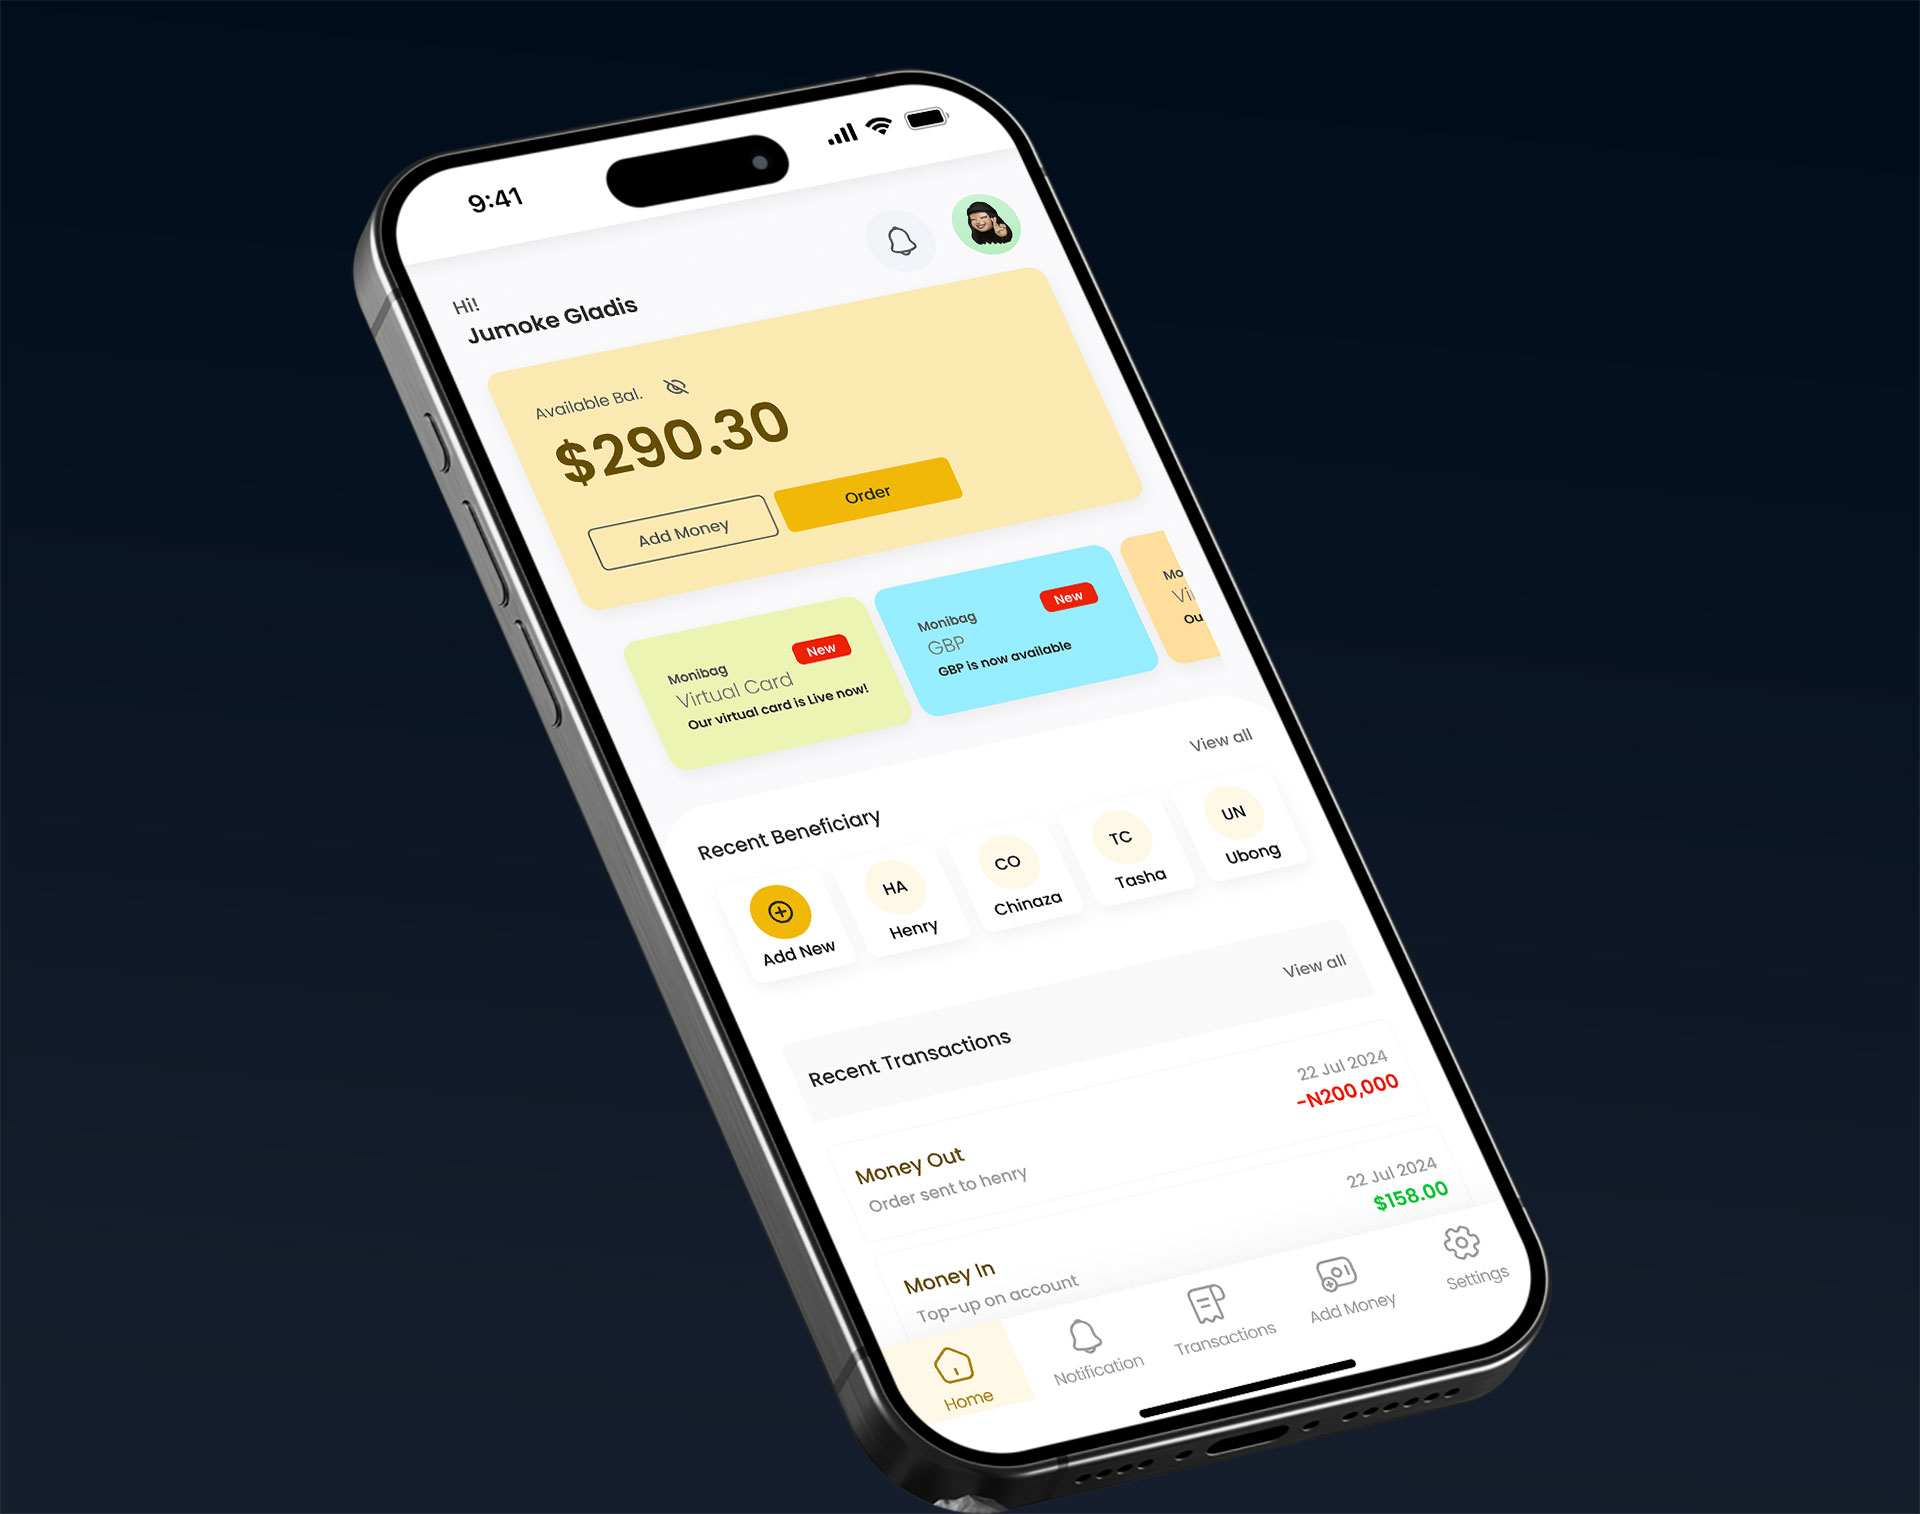 9:41
Hi!
Jumoke Gladis
Available Bal.
$290.30
Add Money
Order
Monibag
New
Virtual Card
Our virtual card is Live now!
Monibag
New
GBP
GBP is now available
Mo
Vi
Ou
Recent Beneficiary
View all
Add New
HA
Henry
CO
Chinaza
TC
Tasha
UN
Ubong
Recent Transactions
View all
Money Out
22 Jul 2024
Order sent to henry
-N200,000
Money In
22 Jul 2024
Top-up on account
$158.00
Home
Notification
Transactions
Add Money
Settings